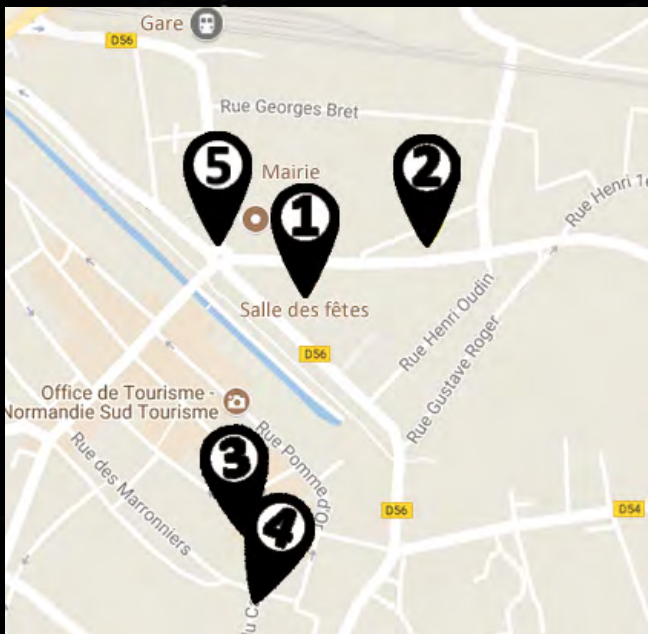 Gare
D56
Rue Georges Bret
5
Mairie
2
1
Rue Henri 1e
Salle des fêtes
D56
Rue Henri Oudin
Rue Gustave Roger
Office de Tourisme -
Normandie Sud Tourisme
3
Rue Pomme d'Or
Rue des Marronniers
4
D56
D54